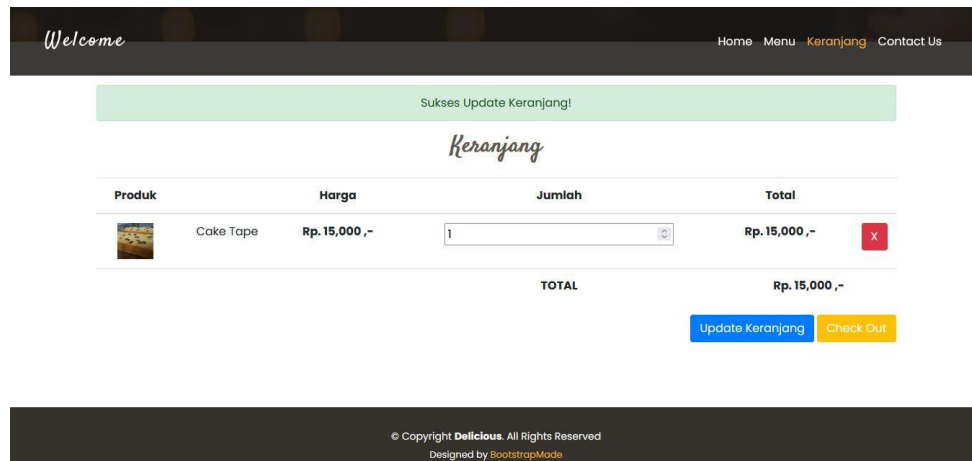 Welcome
Home Menu Keranjang Contact Us
Sukses Update Keranjang!
Keranjang
Produk Harga Jumlah Total
Cake Tape Rp. 15,000 ,- 1 Rp. 15,000 ,- X
TOTAL Rp. 15,000 ,-
Update Keranjang Check Out
© Copyright Delicious. All Rights Reserved
Designed by BootstrapMade